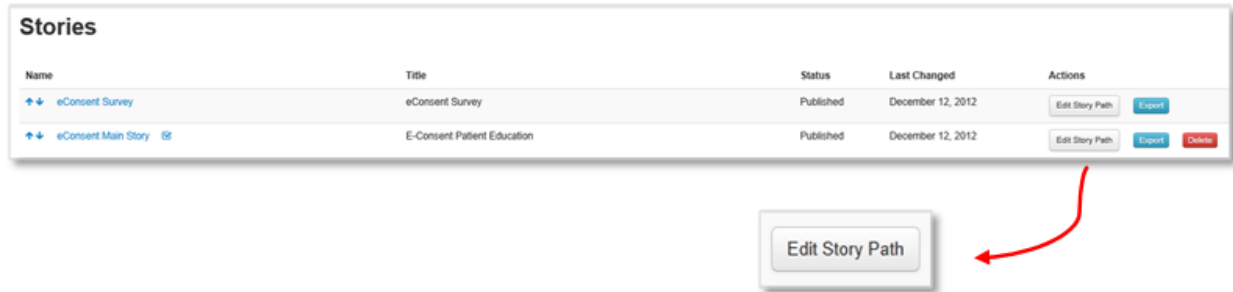 Stories
Name Title Status Last Changed Actions
eConsent Survey eConsent Survey Published December 12, 2012 Edit Story Path Export
eConsent Main Story E-Consent Patient Education Published December 12, 2012 Edit Story Path Export Delete
Edit Story Path